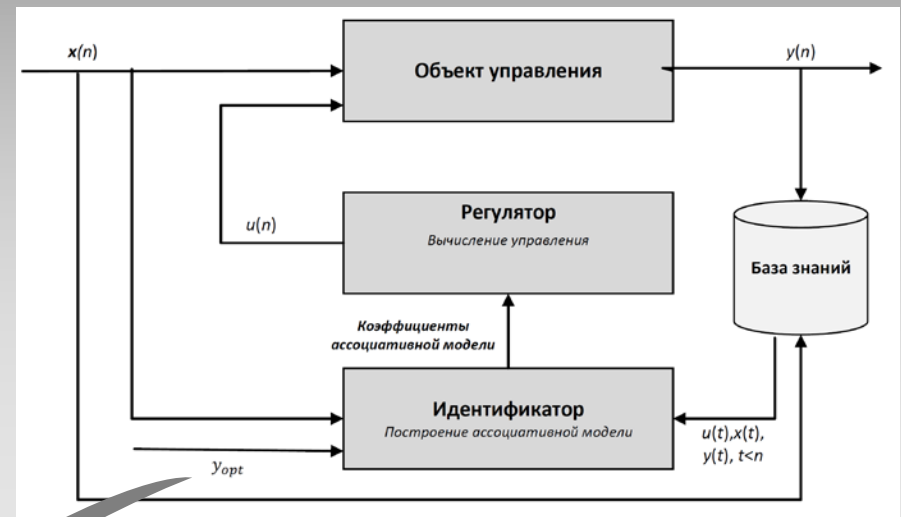 x(n)
Объект управления
y(n)
Регулятор
Вычисление управления
u(n)
База знаний
Коэффициенты
ассоциативной модели
Идентификатор
Построение ассоциативной модели
u(t),x(t),
y(t), t<n
y_opt